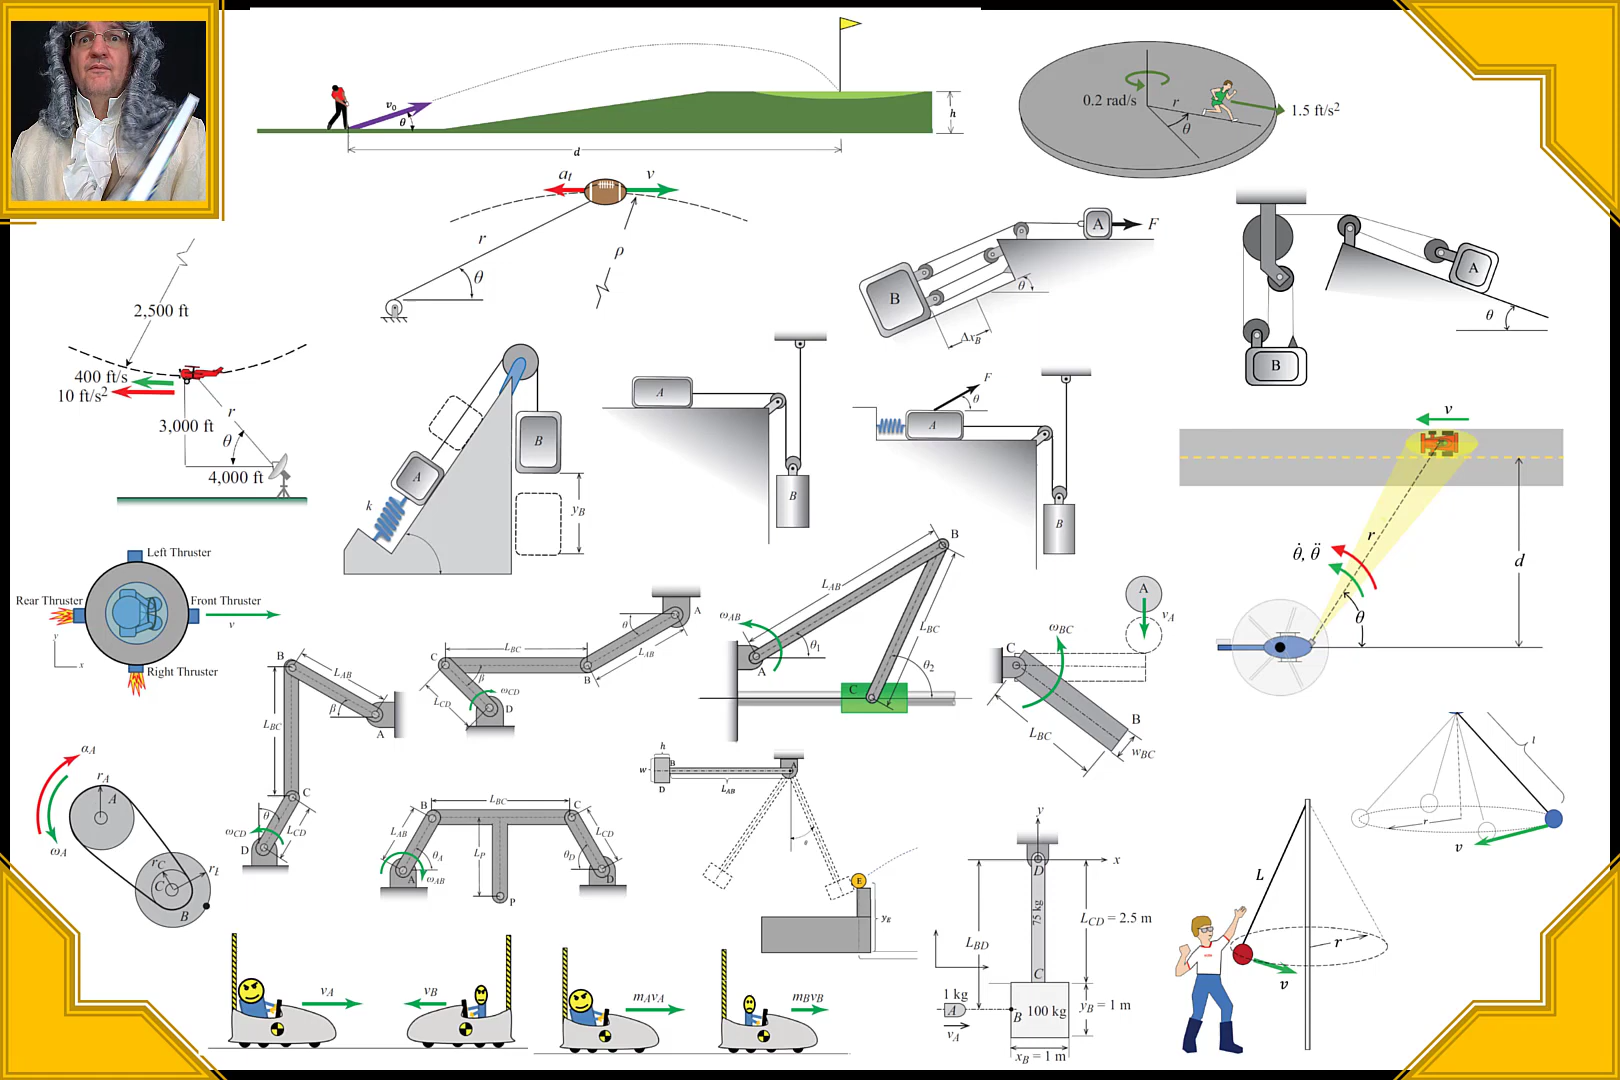 v₀
θ
d
h
0.2 rad/s
r
θ
1.5 ft/s²
aₜ
v
r
θ
ρ
A
F
B
θ
Δx_B
A
B
θ
2,500 ft
400 ft/s
10 ft/s²
r
3,000 ft
θ
4,000 ft
A
B
k
y_B
A
B
F
θ
A
B
v
r
d
θ̇, θ̈
θ
Left Thruster
Rear Thruster
Front Thruster
v
y
x
Right Thruster
B
L_AB
L_BC
β
A
C
θ
ω_CD
L_CD
D
A
θ
L_BC
L_AB
C
β
B
ω_CD
L_CD
D
B
L_AB
ω_AB
L_BC
θ₁
A
θ₂
C
A
v_A
ω_BC
C
B
L_BC
w_BC
α_A
r_A
A
ω_A
r_C
C
B
L_BC
B
C
L_AB
L_CD
θ_A
L_P
θ_D
A
ω_AB
D
P
h
w
B
D
L_AB
A
θ
E
y_E
y
x
D
75 kg
L_CD = 2.5 m
L_BD
C
1 kg
A
v_A
B
100 kg
y_B = 1 m
x_B = 1 m
l
r
v
L
r
v
v_A
v_B
m_Av_A
m_Bv_B